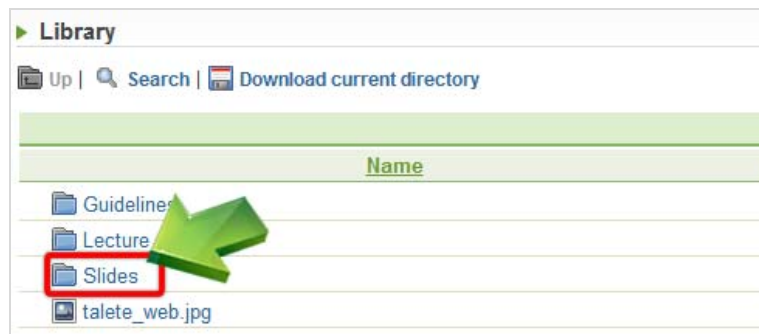 Library
Up | Search | Download current directory
Name
Guidelines
Lecture
Slides
talete_web.jpg